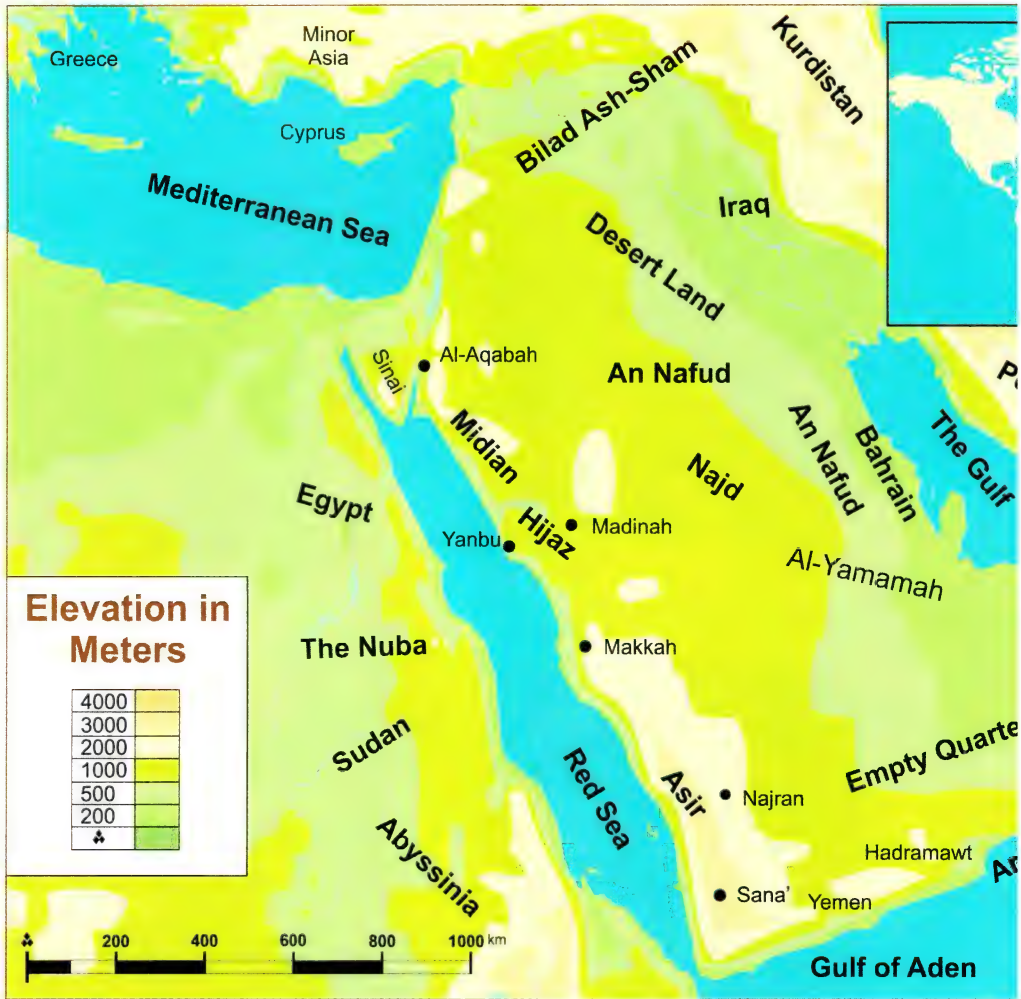 Greece
Minor
Asia
Kurdistan
Bilad Ash-Sham
Cyprus
Mediterranean Sea
Iraq
Desert Land
Sinai
Al-Aqabah
An Nafud
An Nafud
Bahrain
The Gulf
Midian
Najd
Egypt
Hijaz
Madinah
Yanbu
Al-Yamamah
Elevation in
Meters
4000
3000
2000
1000
500
200
The Nuba
Makkah
Sudan
Red Sea
Asir
Najran
Empty Quarte
Abyssinia
Hadramawt
Sana'
Yemen
200 400 600 800 1000 km
Gulf of Aden